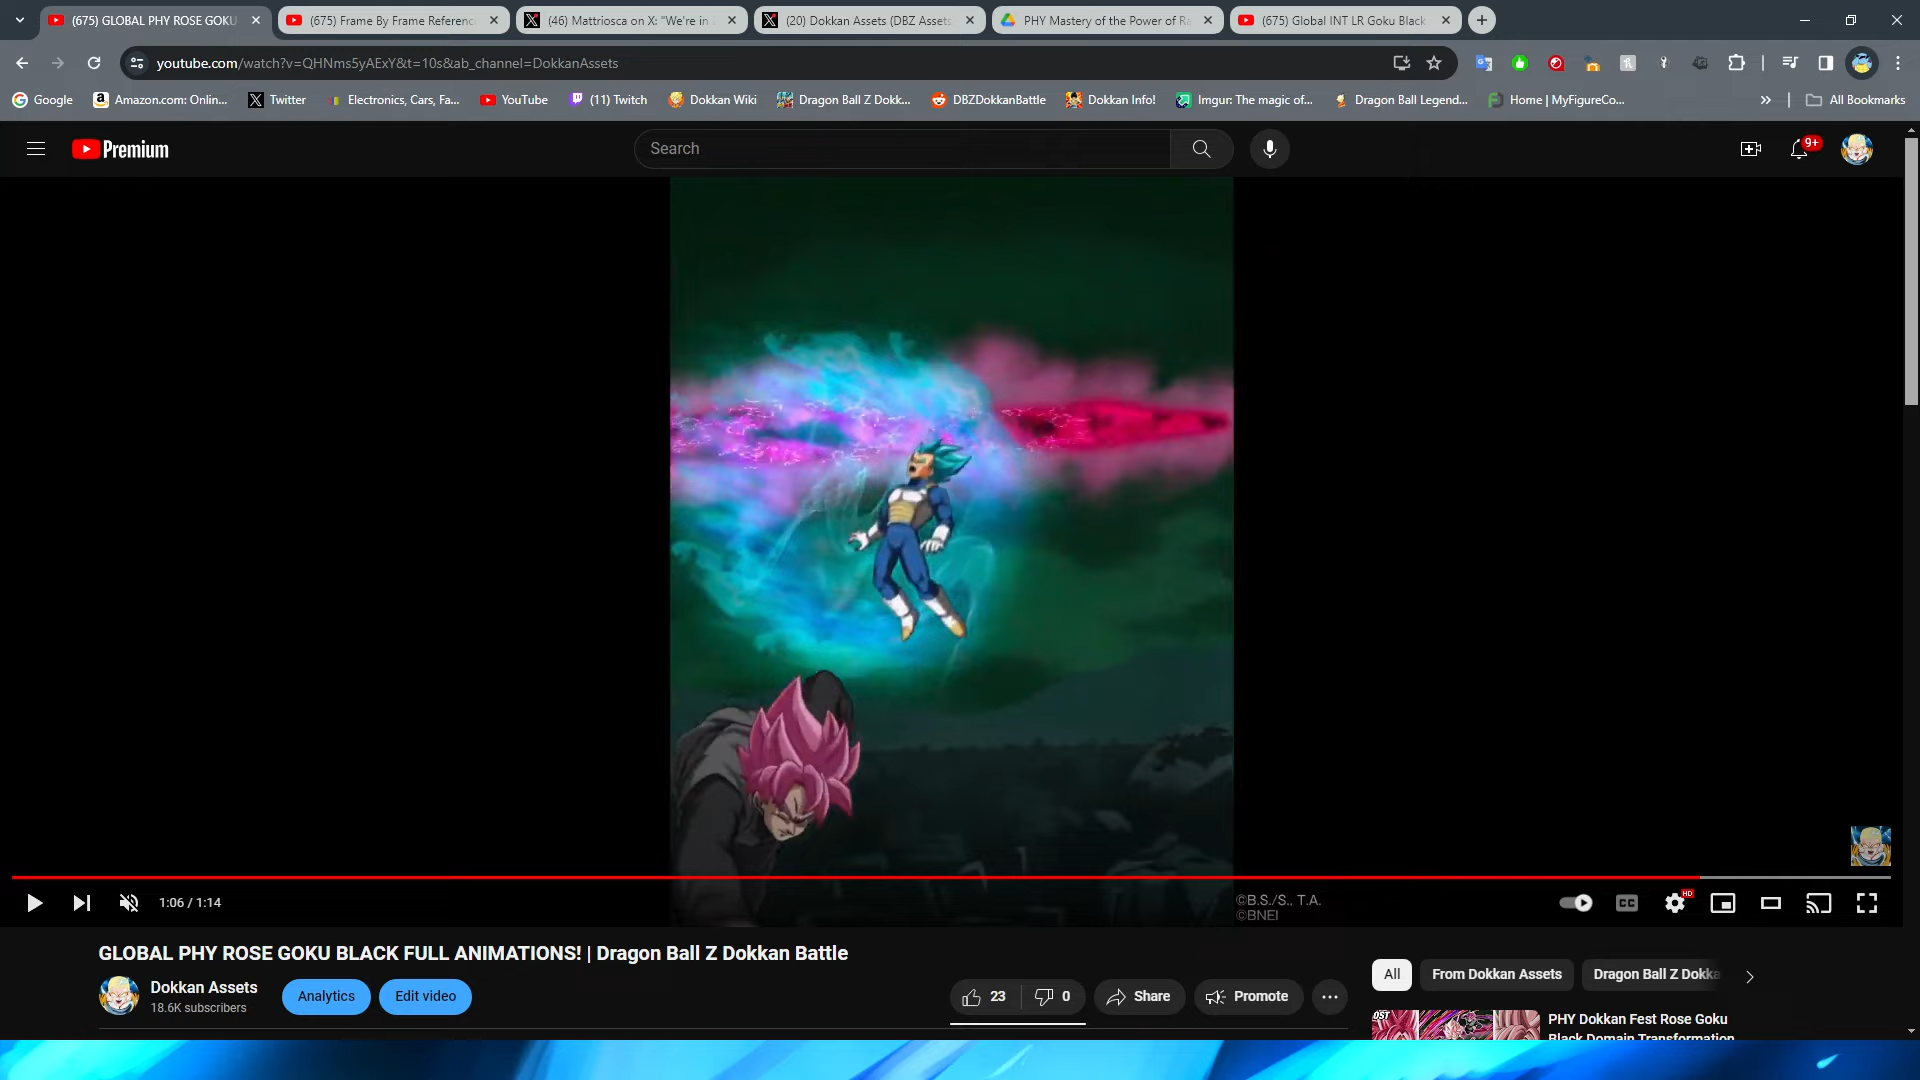 (675) GLOBAL PHY ROSE GOKU
(675) Frame By Frame Referenc
(46) Mattriosca on X: "We're in
(20) Dokkan Assets (DBZ Assets
PHY Mastery of the Power of Ra
(675) Global INT LR Goku Black
youtube.com/watch?v=QHNms5yAExY&t=10s&ab_channel=DokkanAssets
Google
Amazon.com: Onlin...
Twitter
Electronics, Cars, Fa...
YouTube
(11) Twitch
Dokkan Wiki
Dragon Ball Z Dokk...
DBZDokkanBattle
Dokkan Info!
Imgur: The magic of...
Dragon Ball Legend...
Home | MyFigureCo...
All Bookmarks
Premium
Search
9+
1:06 / 1:14
©B.S./S., T.A.
©BNEI
CC
HD
GLOBAL PHY ROSE GOKU BLACK FULL ANIMATIONS! | Dragon Ball Z Dokkan Battle
Dokkan Assets
18.6K subscribers
Analytics
Edit video
23
0
Share
Promote
All
From Dokkan Assets
Dragon Ball Z Dokka
OST
PHY Dokkan Fest Rose Goku
Black Domain Transformation